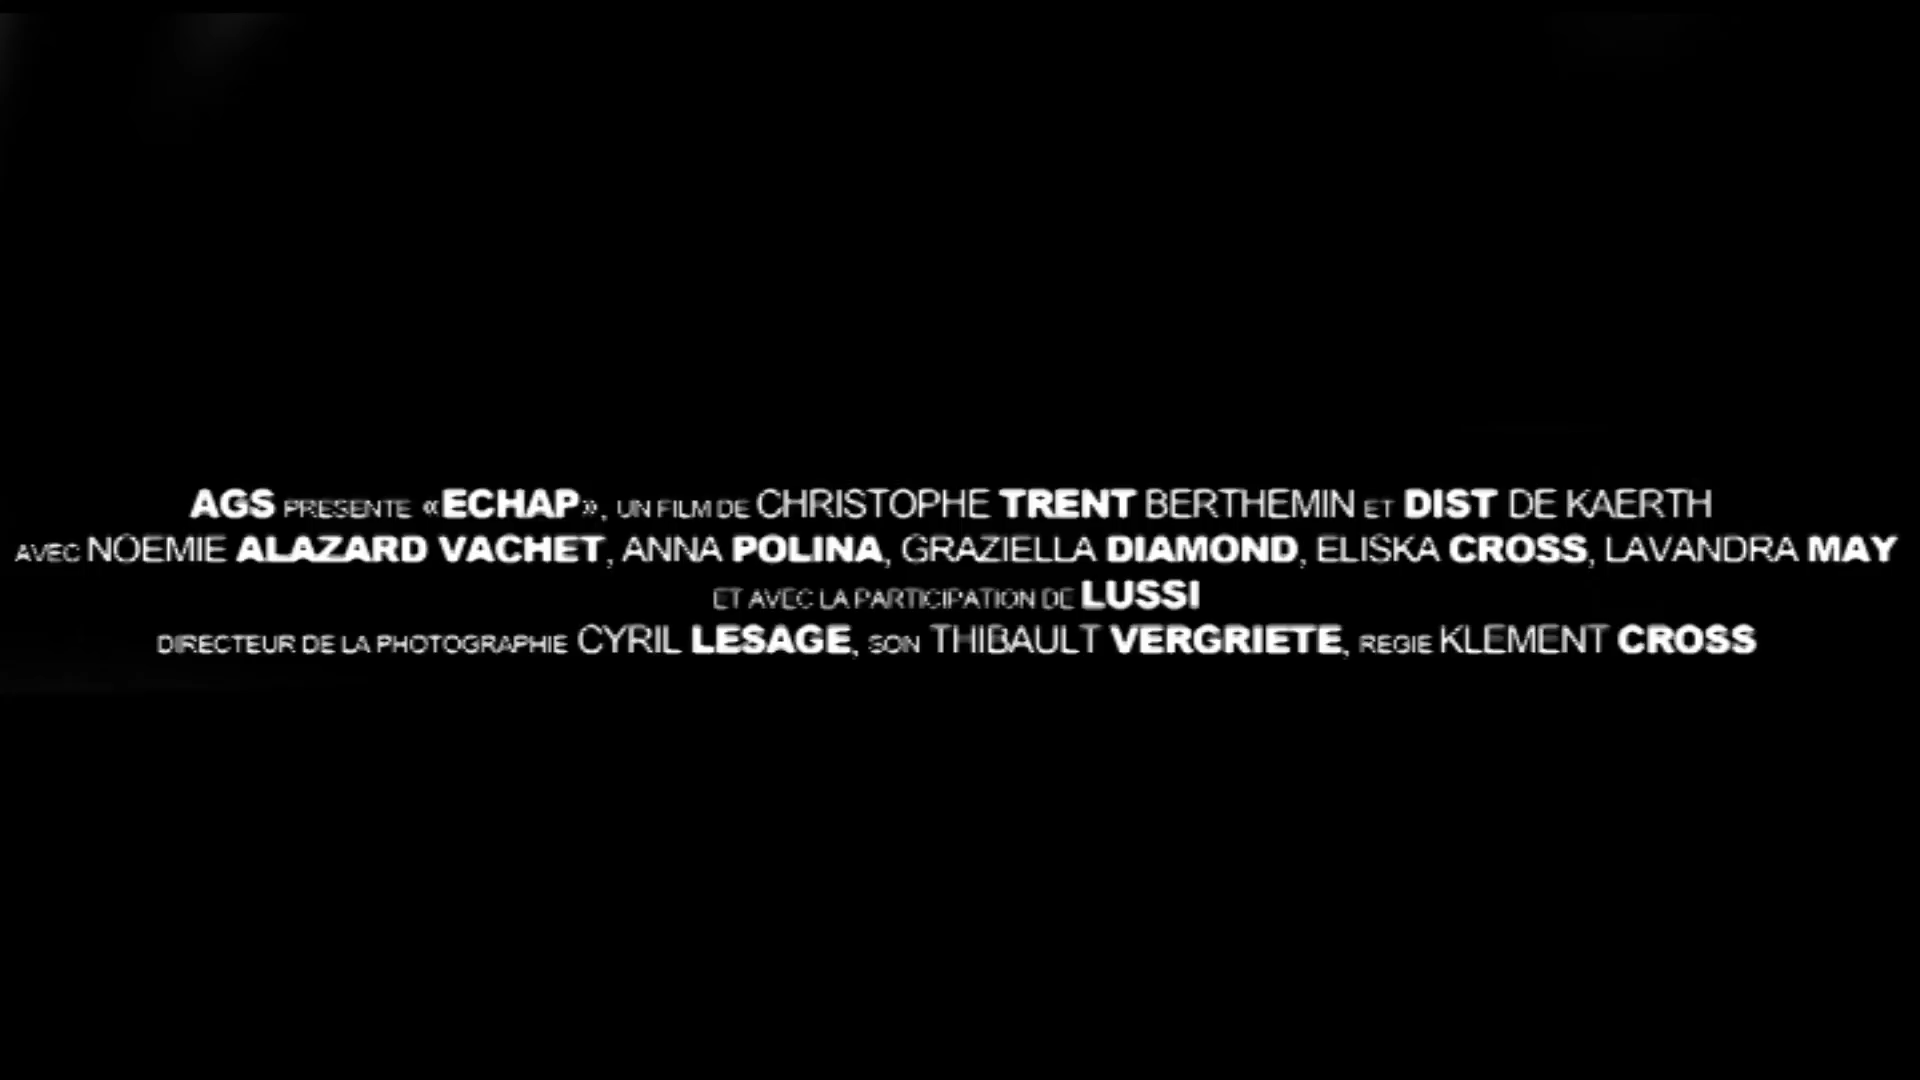 AGS PRESENTE «ECHAP», UN FILM DE CHRISTOPHE TRENT BERTHEMIN ET DIST DE KAERTH
AVEC NOEMIE ALAZARD VACHET, ANNA POLINA, GRAZIELLA DIAMOND, ELISKA CROSS, LAVANDRA MAY
ET AVEC LA PARTICIPATION DE LUSSI
DIRECTEUR DE LA PHOTOGRAPHIE CYRIL LESAGE, SON THIBAULT VERGRIETE, REGIE KLEMENT CROSS